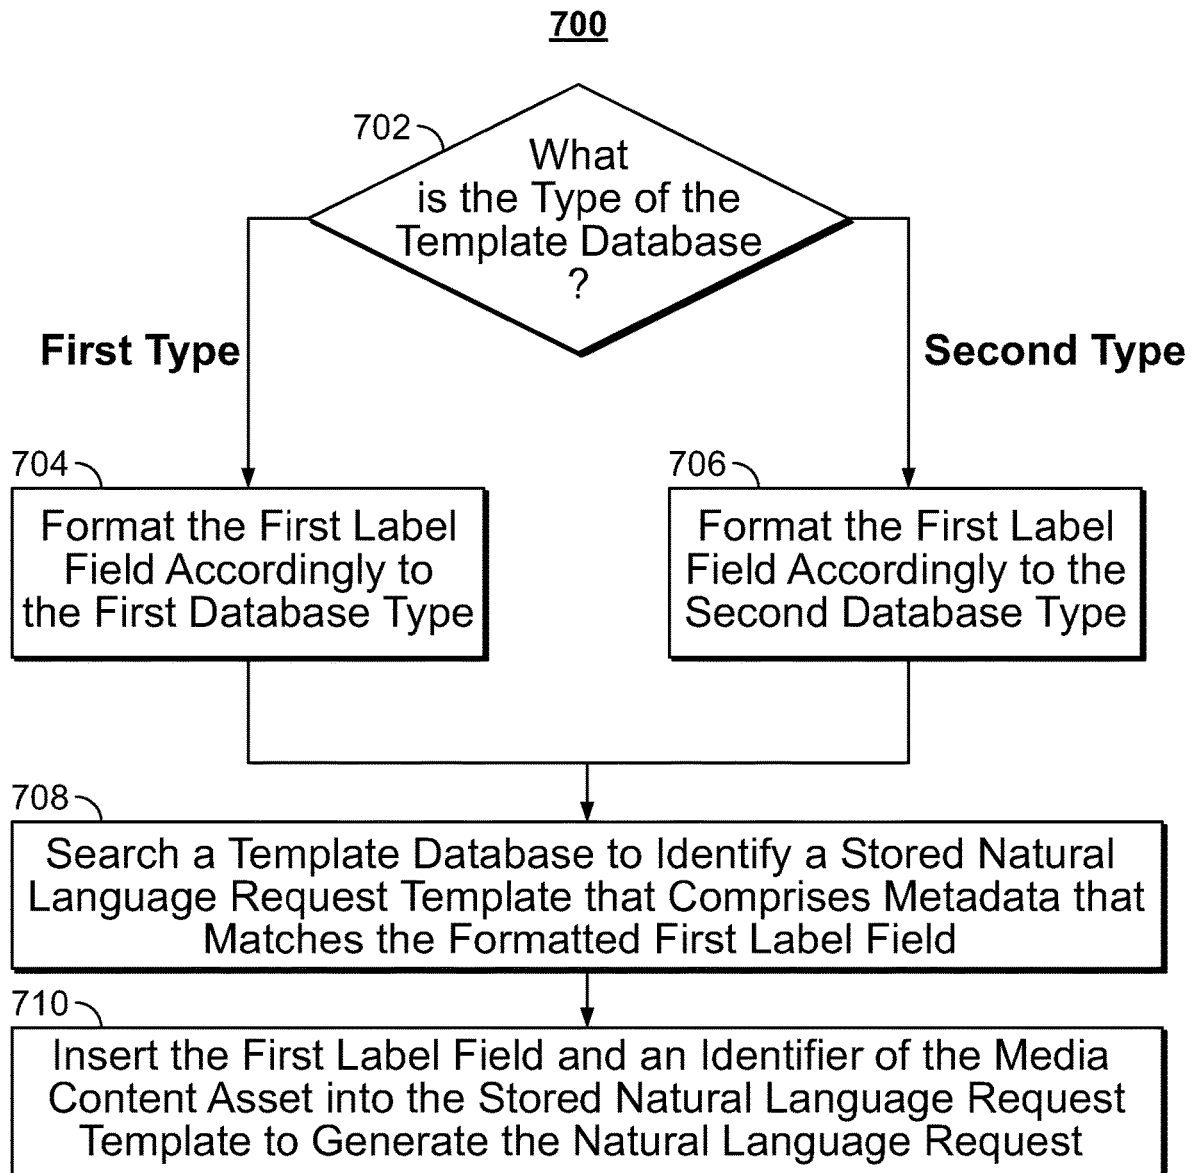 700
702
What
is the Type of the
Template Database
?
First Type
Second Type
704
Format the First Label
Field Accordingly to
the First Database Type
706
Format the First Label
Field Accordingly to the
Second Database Type
708
Search a Template Database to Identify a Stored Natural
Language Request Template that Comprises Metadata that
Matches the Formatted First Label Field
710
Insert the First Label Field and an Identifier of the Media
Content Asset into the Stored Natural Language Request
Template to Generate the Natural Language Request